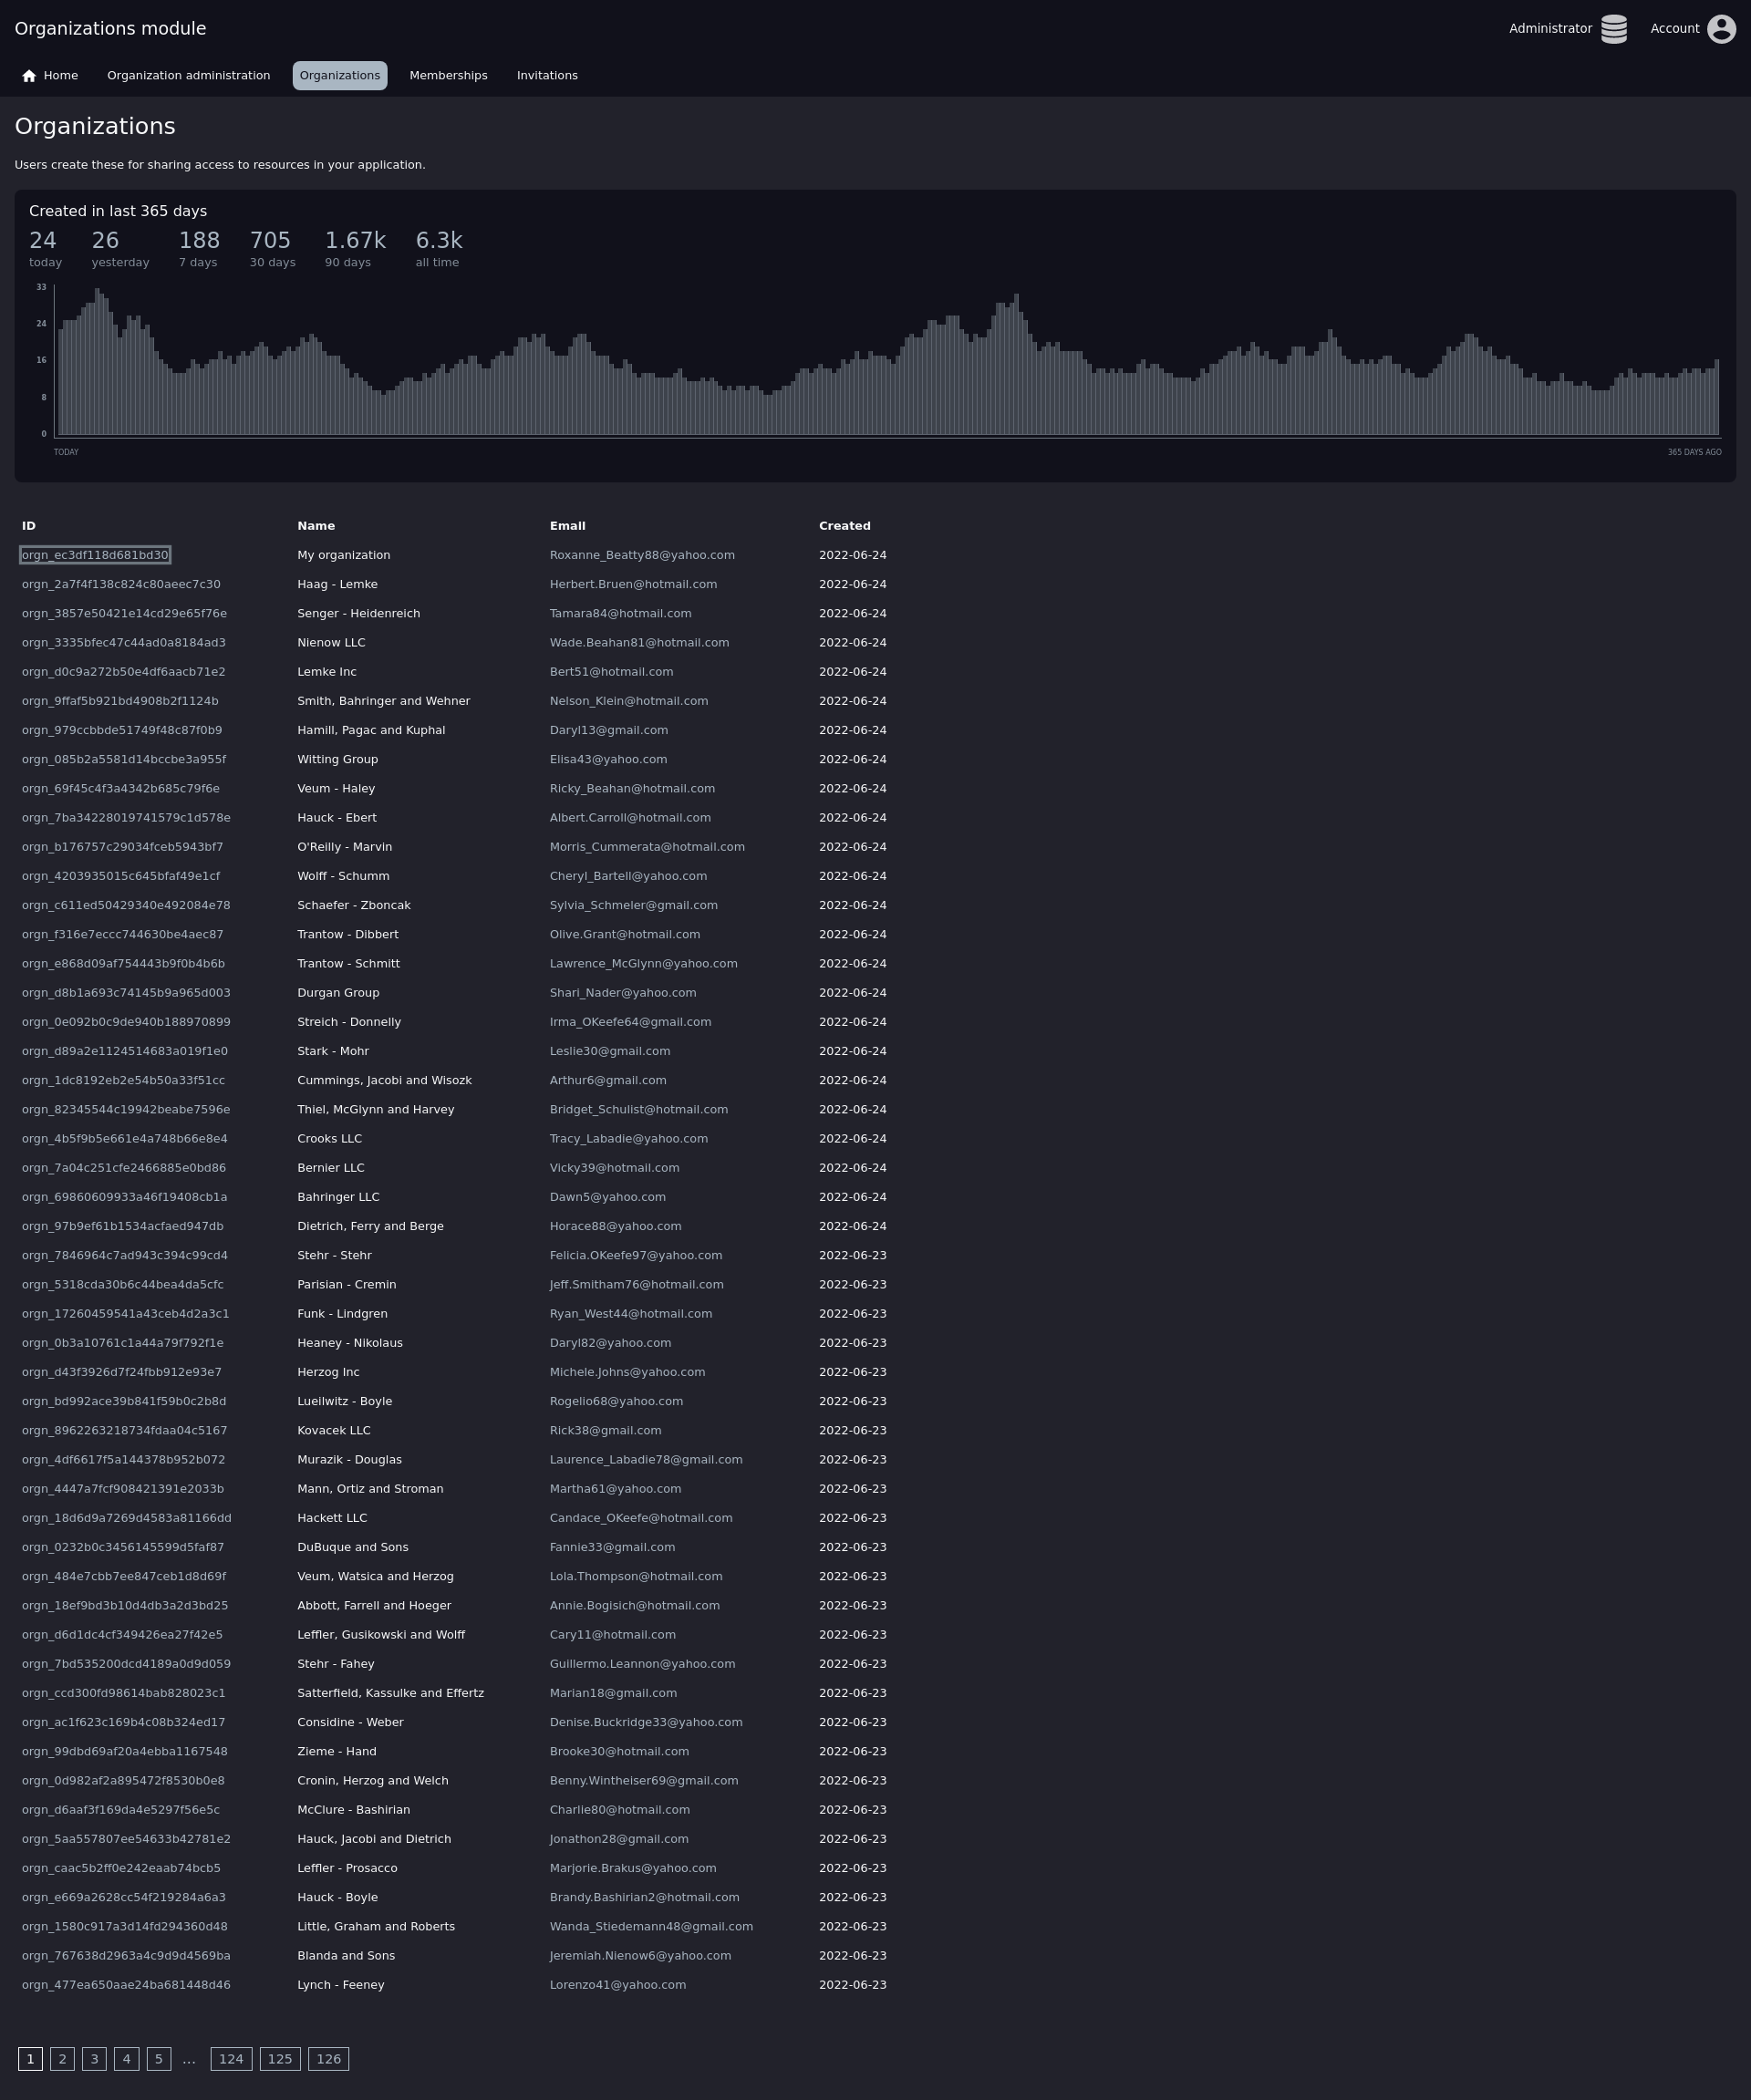 Organizations module
Administrator
Account
Home Organization administration Organizations Memberships Invitations
Organizations
Users create these for sharing access to resources in your application.
Created in last 365 days
24 26 188 705 1.67k 6.3k
today yesterday 7 days 30 days 90 days all time
33
24
16
8
0
TODAY 365 DAYS AGO
ID Name Email Created
orgn_ec3df118d681bd30 My organization Roxanne_Beatty88@yahoo.com 2022-06-24
orgn_2a7f4f138c824c80aeec7c30 Haag - Lemke Herbert.Bruen@hotmail.com 2022-06-24
orgn_3857e50421e14cd29e65f76e Senger - Heidenreich Tamara84@hotmail.com 2022-06-24
orgn_3335bfec47c44ad0a8184ad3 Nienow LLC Wade.Beahan81@hotmail.com 2022-06-24
orgn_d0c9a272b50e4df6aacb71e2 Lemke Inc Bert51@hotmail.com 2022-06-24
orgn_9ffaf5b921bd4908b2f1124b Smith, Bahringer and Wehner Nelson_Klein@hotmail.com 2022-06-24
orgn_979ccbbde51749f48c87f0b9 Hamill, Pagac and Kuphal Daryl13@gmail.com 2022-06-24
orgn_085b2a5581d14bccbe3a955f Witting Group Elisa43@yahoo.com 2022-06-24
orgn_69f45c4f3a4342b685c79f6e Veum - Haley Ricky_Beahan@hotmail.com 2022-06-24
orgn_7ba34228019741579c1d578e Hauck - Ebert Albert.Carroll@hotmail.com 2022-06-24
orgn_b176757c29034fceb5943bf7 O'Reilly - Marvin Morris_Cummerata@hotmail.com 2022-06-24
orgn_4203935015c645bfaf49e1cf Wolff - Schumm Cheryl_Bartell@yahoo.com 2022-06-24
orgn_c611ed50429340e492084e78 Schaefer - Zboncak Sylvia_Schmeler@gmail.com 2022-06-24
orgn_f316e7eccc744630be4aec87 Trantow - Dibbert Olive.Grant@hotmail.com 2022-06-24
orgn_e868d09af754443b9f0b4b6b Trantow - Schmitt Lawrence_McGlynn@yahoo.com 2022-06-24
orgn_d8b1a693c74145b9a965d003 Durgan Group Shari_Nader@yahoo.com 2022-06-24
orgn_0e092b0c9de940b188970899 Streich - Donnelly Irma_OKeefe64@gmail.com 2022-06-24
orgn_d89a2e1124514683a019f1e0 Stark - Mohr Leslie30@gmail.com 2022-06-24
orgn_1dc8192eb2e54b50a33f51cc Cummings, Jacobi and Wisozk Arthur6@gmail.com 2022-06-24
orgn_82345544c19942beabe7596e Thiel, McGlynn and Harvey Bridget_Schulist@hotmail.com 2022-06-24
orgn_4b5f9b5e661e4a748b66e8e4 Crooks LLC Tracy_Labadie@yahoo.com 2022-06-24
orgn_7a04c251cfe2466885e0bd86 Bernier LLC Vicky39@hotmail.com 2022-06-24
orgn_69860609933a46f19408cb1a Bahringer LLC Dawn5@yahoo.com 2022-06-24
orgn_97b9ef61b1534acfaed947db Dietrich, Ferry and Berge Horace88@yahoo.com 2022-06-24
orgn_7846964c7ad943c394c99cd4 Stehr - Stehr Felicia.OKeefe97@yahoo.com 2022-06-23
orgn_5318cda30b6c44bea4da5cfc Parisian - Cremin Jeff.Smitham76@hotmail.com 2022-06-23
orgn_17260459541a43ceb4d2a3c1 Funk - Lindgren Ryan_West44@hotmail.com 2022-06-23
orgn_0b3a10761c1a44a79f792f1e Heaney - Nikolaus Daryl82@yahoo.com 2022-06-23
orgn_d43f3926d7f24fbb912e93e7 Herzog Inc Michele.Johns@yahoo.com 2022-06-23
orgn_bd992ace39b841f59b0c2b8d Lueilwitz - Boyle Rogelio68@yahoo.com 2022-06-23
orgn_8962263218734fdaa04c5167 Kovacek LLC Rick38@gmail.com 2022-06-23
orgn_4df6617f5a144378b952b072 Murazik - Douglas Laurence_Labadie78@gmail.com 2022-06-23
orgn_4447a7fcf908421391e2033b Mann, Ortiz and Stroman Martha61@yahoo.com 2022-06-23
orgn_18d6d9a7269d4583a81166dd Hackett LLC Candace_OKeefe@hotmail.com 2022-06-23
orgn_0232b0c3456145599d5faf87 DuBuque and Sons Fannie33@gmail.com 2022-06-23
orgn_484e7cbb7ee847ceb1d8d69f Veum, Watsica and Herzog Lola.Thompson@hotmail.com 2022-06-23
orgn_18ef9bd3b10d4db3a2d3bd25 Abbott, Farrell and Hoeger Annie.Bogisich@hotmail.com 2022-06-23
orgn_d6d1dc4cf349426ea27f42e5 Leffler, Gusikowski and Wolff Cary11@hotmail.com 2022-06-23
orgn_7bd535200dcd4189a0d9d059 Stehr - Fahey Guillermo.Leannon@yahoo.com 2022-06-23
orgn_ccd300fd98614bab828023c1 Satterfield, Kassulke and Effertz Marian18@gmail.com 2022-06-23
orgn_ac1f623c169b4c08b324ed17 Considine - Weber Denise.Buckridge33@yahoo.com 2022-06-23
orgn_99dbd69af20a4ebba1167548 Zieme - Hand Brooke30@hotmail.com 2022-06-23
orgn_0d982af2a895472f8530b0e8 Cronin, Herzog and Welch Benny.Wintheiser69@gmail.com 2022-06-23
orgn_d6aaf3f169da4e5297f56e5c McClure - Bashirian Charlie80@hotmail.com 2022-06-23
orgn_5aa557807ee54633b42781e2 Hauck, Jacobi and Dietrich Jonathon28@gmail.com 2022-06-23
orgn_caac5b2ff0e242eaab74bcb5 Leffler - Prosacco Marjorie.Brakus@yahoo.com 2022-06-23
orgn_e669a2628cc54f219284a6a3 Hauck - Boyle Brandy.Bashirian2@hotmail.com 2022-06-23
orgn_1580c917a3d14fd294360d48 Little, Graham and Roberts Wanda_Stiedemann48@gmail.com 2022-06-23
orgn_767638d2963a4c9d9d4569ba Blanda and Sons Jeremiah.Nienow6@yahoo.com 2022-06-23
orgn_477ea650aae24ba681448d46 Lynch - Feeney Lorenzo41@yahoo.com 2022-06-23
1 2 3 4 5 ... 124 125 126